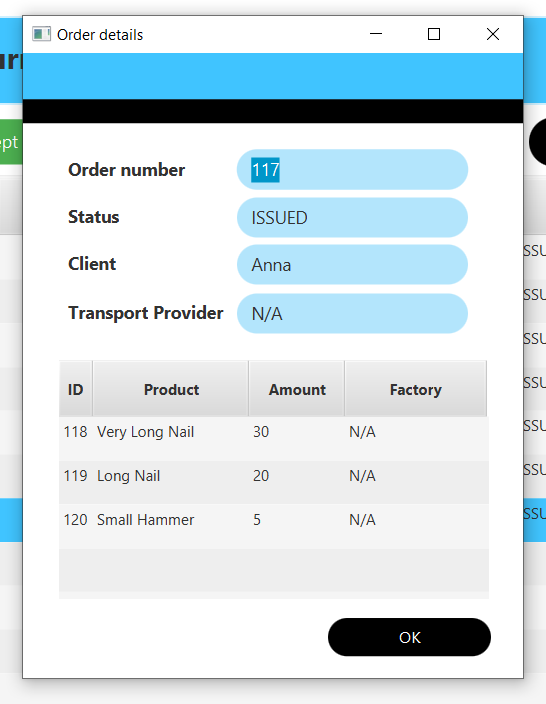 Order details
Order number 117
Status ISSUED
Client Anna
Transport Provider N/A
ID Product Amount Factory
118 Very Long Nail 30 N/A
119 Long Nail 20 N/A
120 Small Hammer 5 N/A
OK